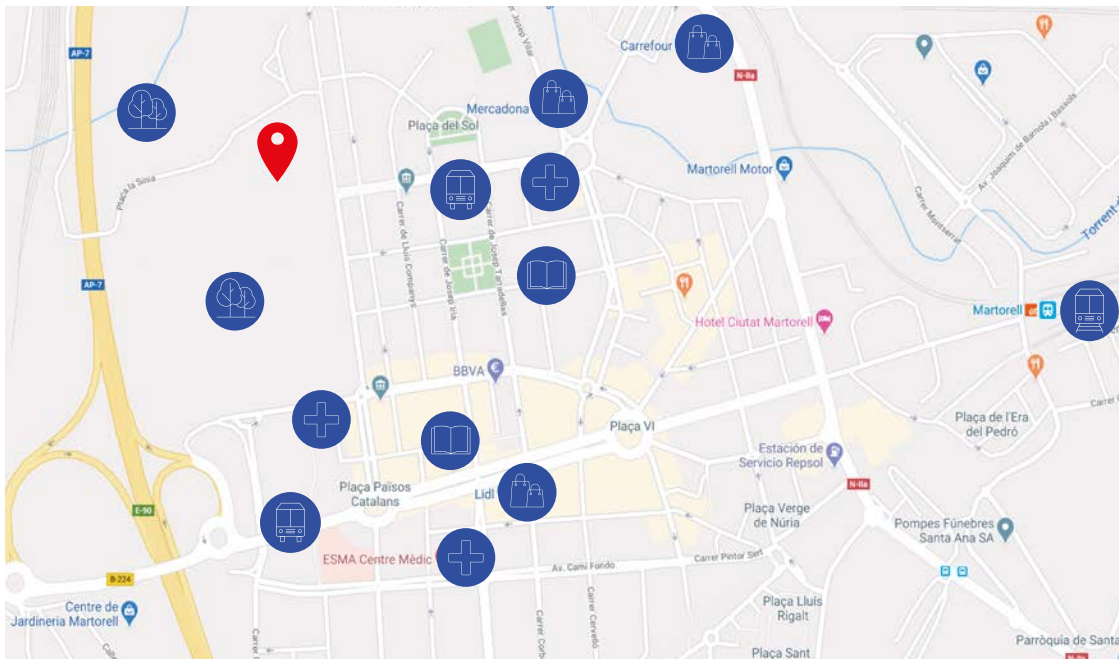 AP-7
Carrer Josep Vilar
Carrefour
N-IIa
Mercadona
Plaça del Sol
Av. Joaquim de Barnola i Bassols
Martorell Motor
Plaça la Sínia
Carrer Montserrat
Torrent
Carrer de Lluís Companys
Carrer de Josep Irla
Carrer de Josep Tarradellas
AP-7
Martorell
Hotel Ciutat Martorell
BBVA
Plaça VI
Plaça de l'Era
del Pedró
Estación de
Servicio Repsol
Plaça Països
Catalans
Lidl
N-IIa
E-90
Plaça Verge
de Núria
Pompes Fúnebres
Santa Ana SA
ESMA Centre Mèdic
Carrer Pintor Sert
Av. Camí Fondo
B-224
Centre de
Jardineria Martorell
Plaça Lluís
Rigalt
Carrer Cervelló
Parròquia de Santa
Plaça Sant
N-IIa